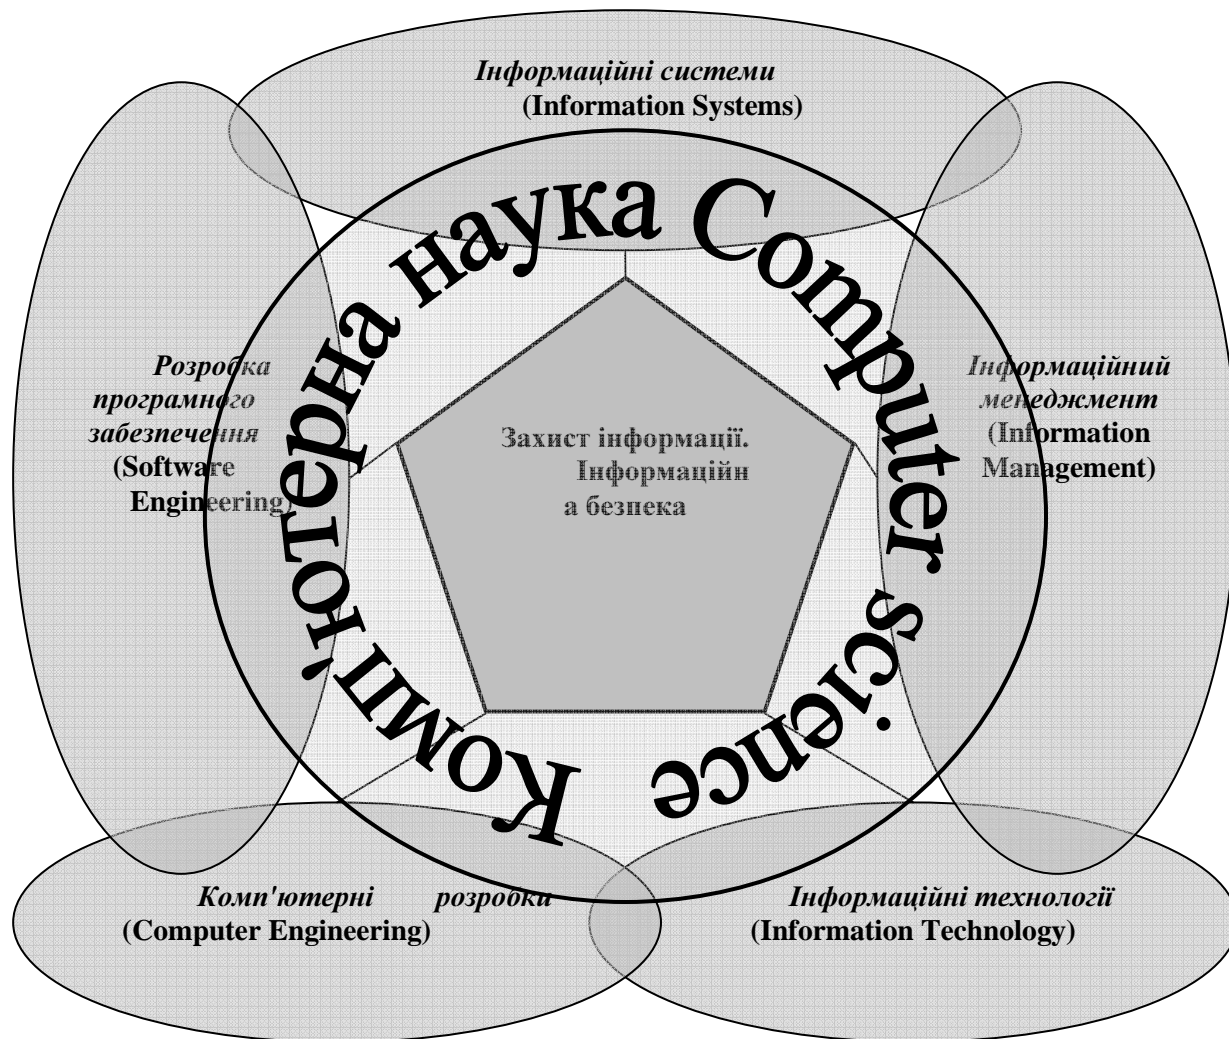 Інформаційні системи
(Information Systems)
Комп'ютерна наука Computer science
Розробка
програмного
забезпечення
(Software
Engineering)
Захист інформації.
Інформаційн
а безпека
Інформаційний
менеджмент
(Information
Management)
Комп'ютерні розробки
(Computer Engineering)
Інформаційні технології
(Information Technology)